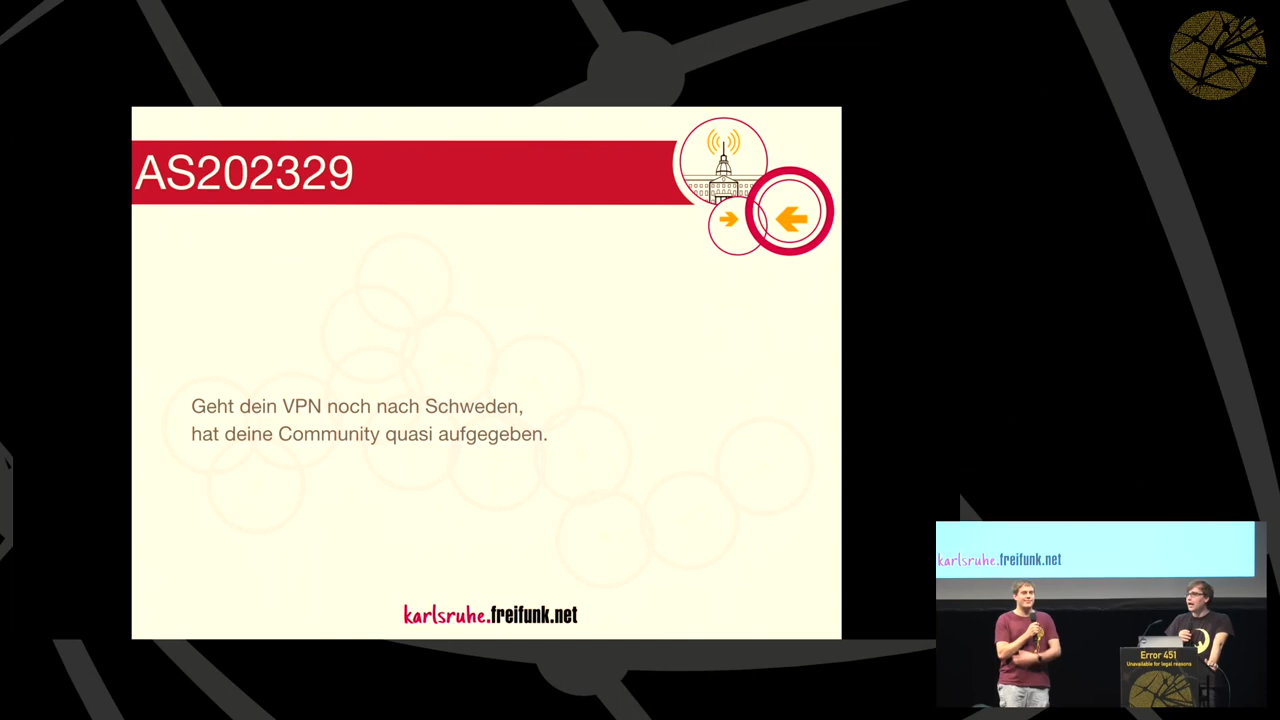 AS202329
Geht dein VPN noch nach Schweden,
hat deine Community quasi aufgegeben.
karlsruhe.freifunk.net
karlsruhe.freifunk.net
Error 451
Unavailable for legal reasons